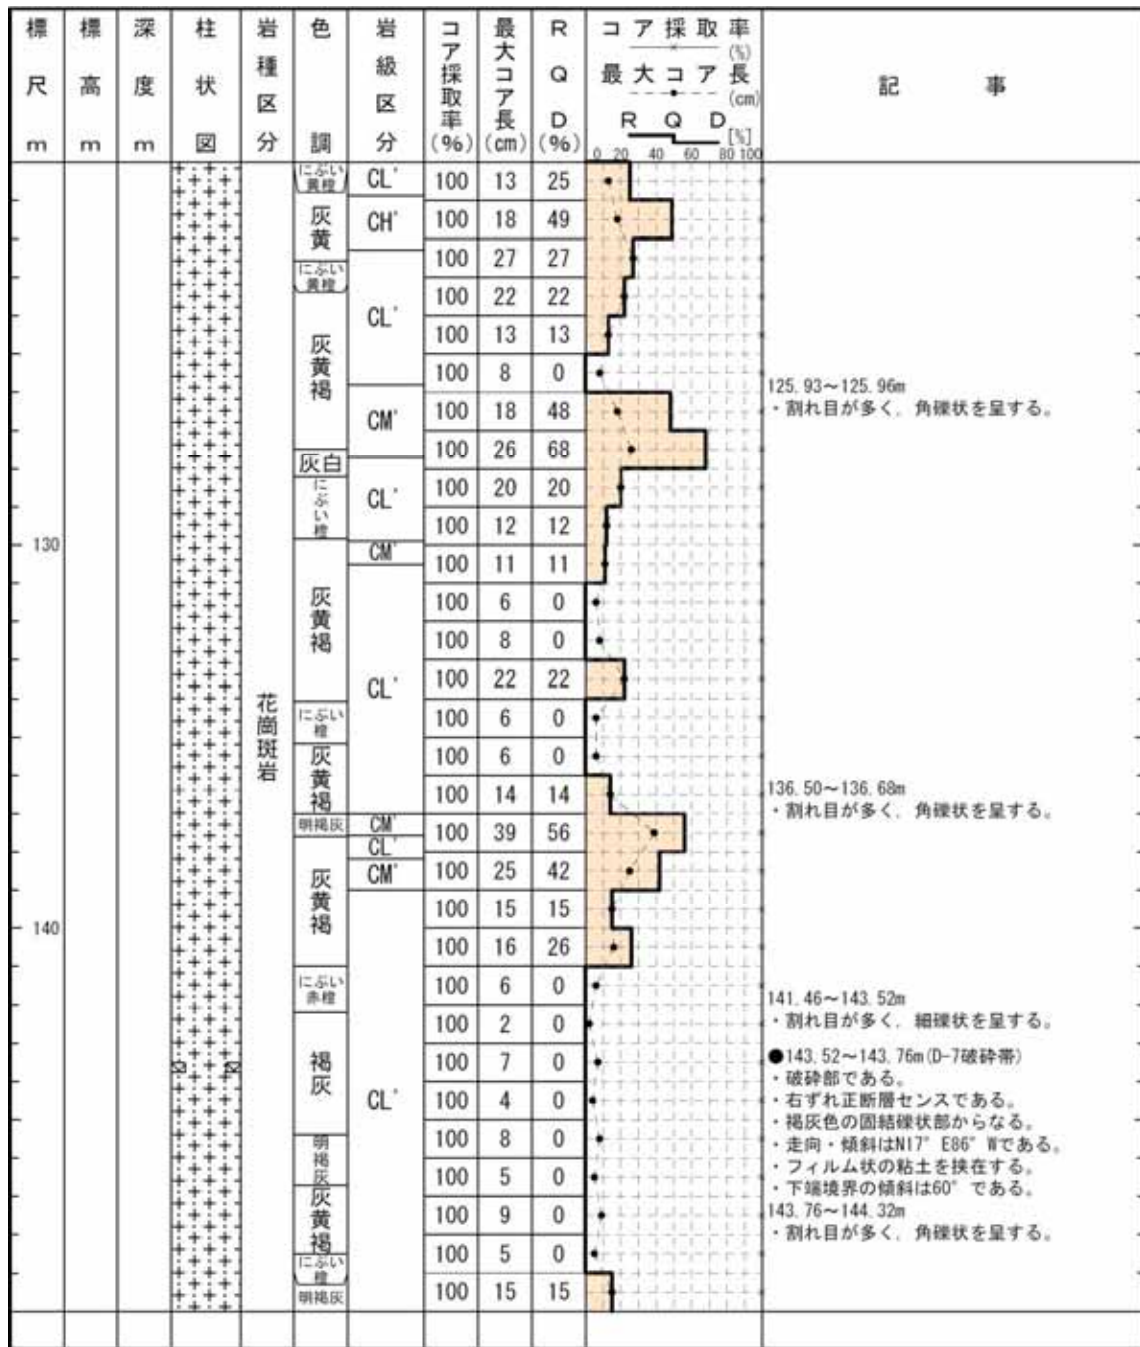 標尺m
標高m
深度m
柱状図
岩種区分
色調
岩級区分
コア採取率(%)
最大コア長(cm)
RQD(%)
コア採取率
(%)
最大コア長
(cm)
RQD
[%]
0 20 40 60 80 100
記事
130
140
花崗斑岩
にぶい黄橙
灰黄
にぶい黄橙
灰黄褐
灰白
にぶい橙
灰黄褐
にぶい橙
灰黄褐
明褐灰
灰黄褐
にぶい赤橙
褐灰
明褐灰
灰黄褐
にぶい橙
明褐灰
CL'
CH'
CL'
CM'
CL'
CM'
CL'
CM'
CL'
CM'
CL'
100 13 25
100 18 49
100 27 27
100 22 22
100 13 13
100 8 0
100 18 48
100 26 68
100 20 20
100 12 12
100 11 11
100 6 0
100 8 0
100 22 22
100 6 0
100 6 0
100 14 14
100 39 56
100 25 42
100 15 15
100 16 26
100 6 0
100 2 0
100 7 0
100 4 0
100 8 0
100 5 0
100 9 0
100 5 0
100 15 15
125.93～125.96m
・割れ目が多く，角礫状を呈する。
136.50～136.68m
・割れ目が多く，角礫状を呈する。
141.46～143.52m
・割れ目が多く，細礫状を呈する。
●143.52～143.76m(D-7破砕帯)
・破砕部である。
・右ずれ正断層センスである。
・褐灰色の固結礫状部からなる。
・走向・傾斜はN17°E86°Wである。
・フィルム状の粘土を挟在する。
・下端境界の傾斜は60°である。
143.76～144.32m
・割れ目が多く，角礫状を呈する。